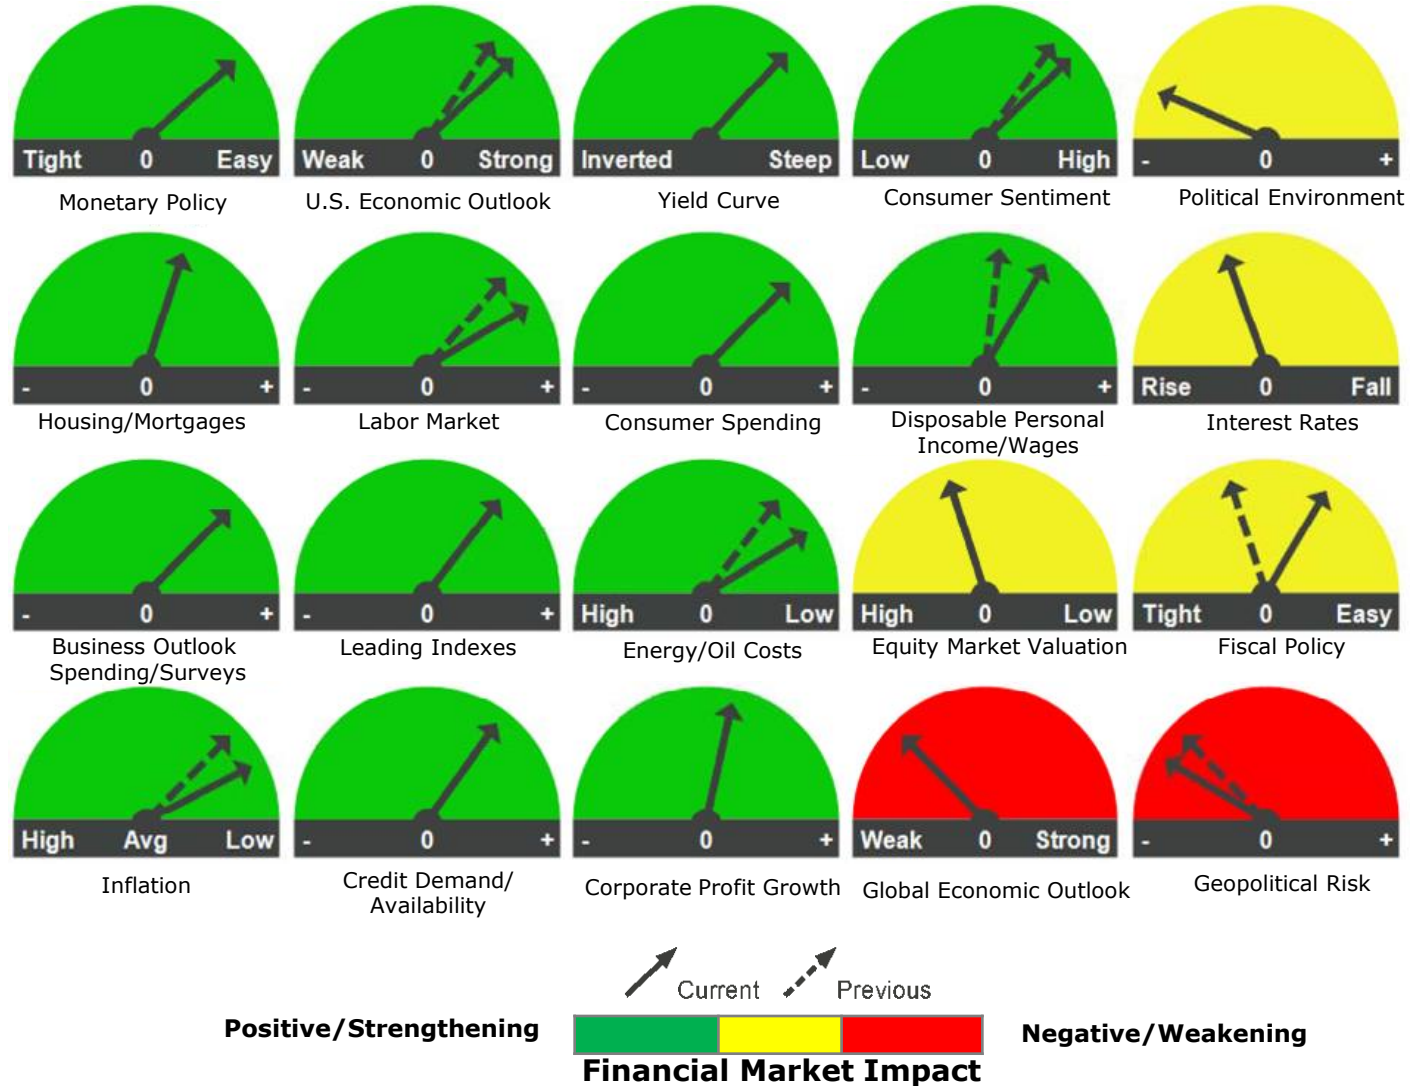 Tight 0 Easy
Monetary Policy
Weak 0 Strong
U.S. Economic Outlook
Inverted Steep
Yield Curve
Low 0 High
Consumer Sentiment
- 0 +
Political Environment
- 0 +
Housing/Mortgages
- 0 +
Labor Market
- 0 +
Consumer Spending
- 0 +
Disposable Personal
Income/Wages
Rise 0 Fall
Interest Rates
- 0 +
Business Outlook
Spending/Surveys
- 0 +
Leading Indexes
High 0 Low
Energy/Oil Costs
High 0 Low
Equity Market Valuation
Tight 0 Easy
Fiscal Policy
High Avg Low
Inflation
- 0 +
Credit Demand/
Availability
- 0 +
Corporate Profit Growth
Weak 0 Strong
Global Economic Outlook
- 0 +
Geopolitical Risk
Current Previous
Positive/Strengthening Negative/Weakening
Financial Market Impact